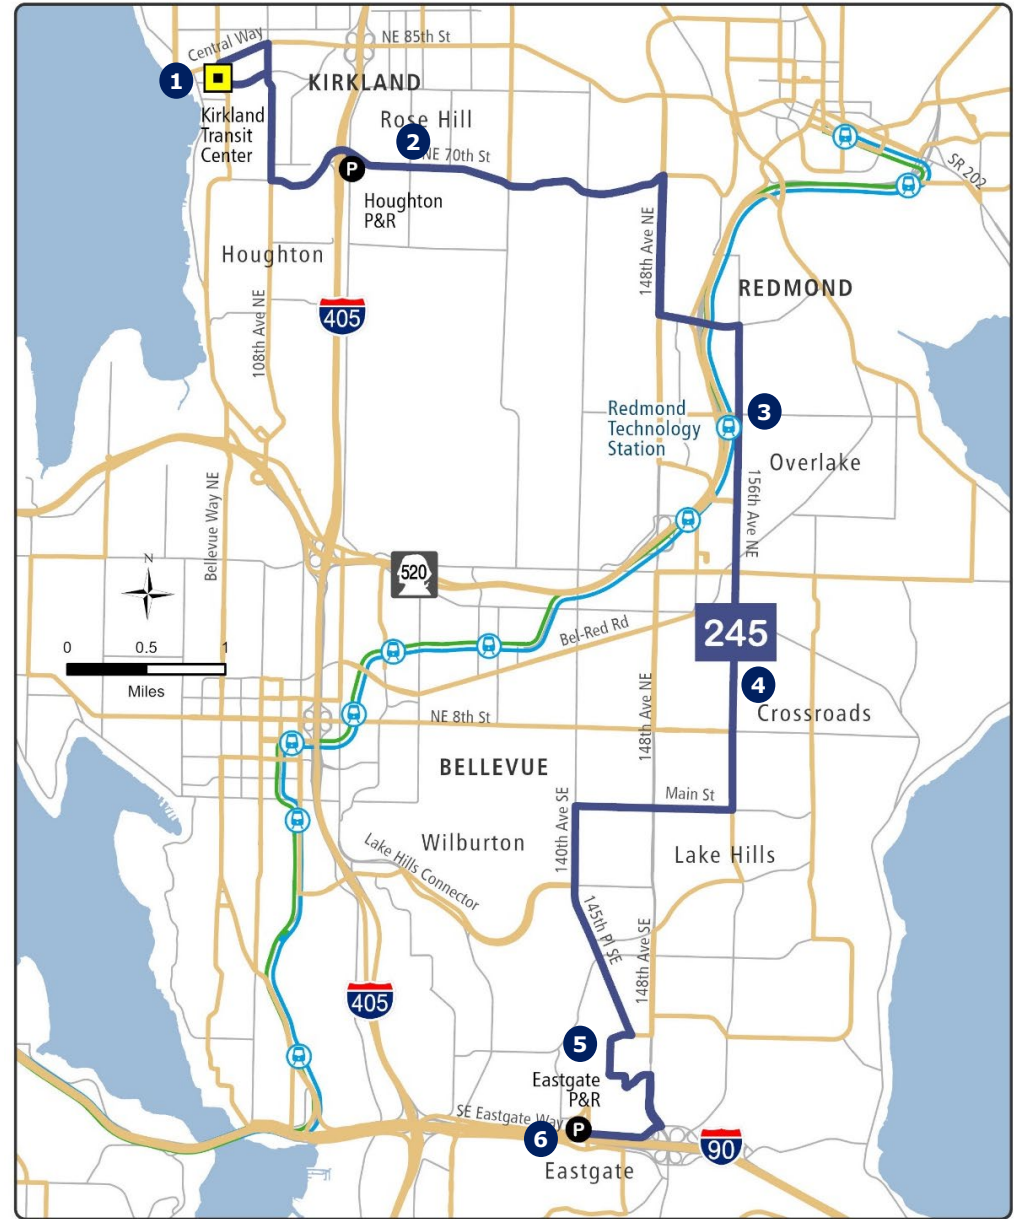 NE 85th St
Central Way
1
KIRKLAND
Kirkland
Transit
Center
Rose Hill
2
NE 70th St
SR 202
P
Houghton
P&R
Houghton
148th Ave NE
REDMOND
405
108th Ave NE
Redmond
Technology
Station
3
Overlake
156th Ave NE
Bellevue Way NE
N
520
0
0.5
1
Miles
Bel-Red Rd
245
4
Crossroads
148th Ave NE
NE 8th St
BELLEVUE
Main St
140th Ave SE
Wilburton
Lake Hills
Lake Hills Connector
145th Pl SE
148th Ave SE
405
5
Eastgate
P&R
SE Eastgate Way
P
6
90
Eastgate